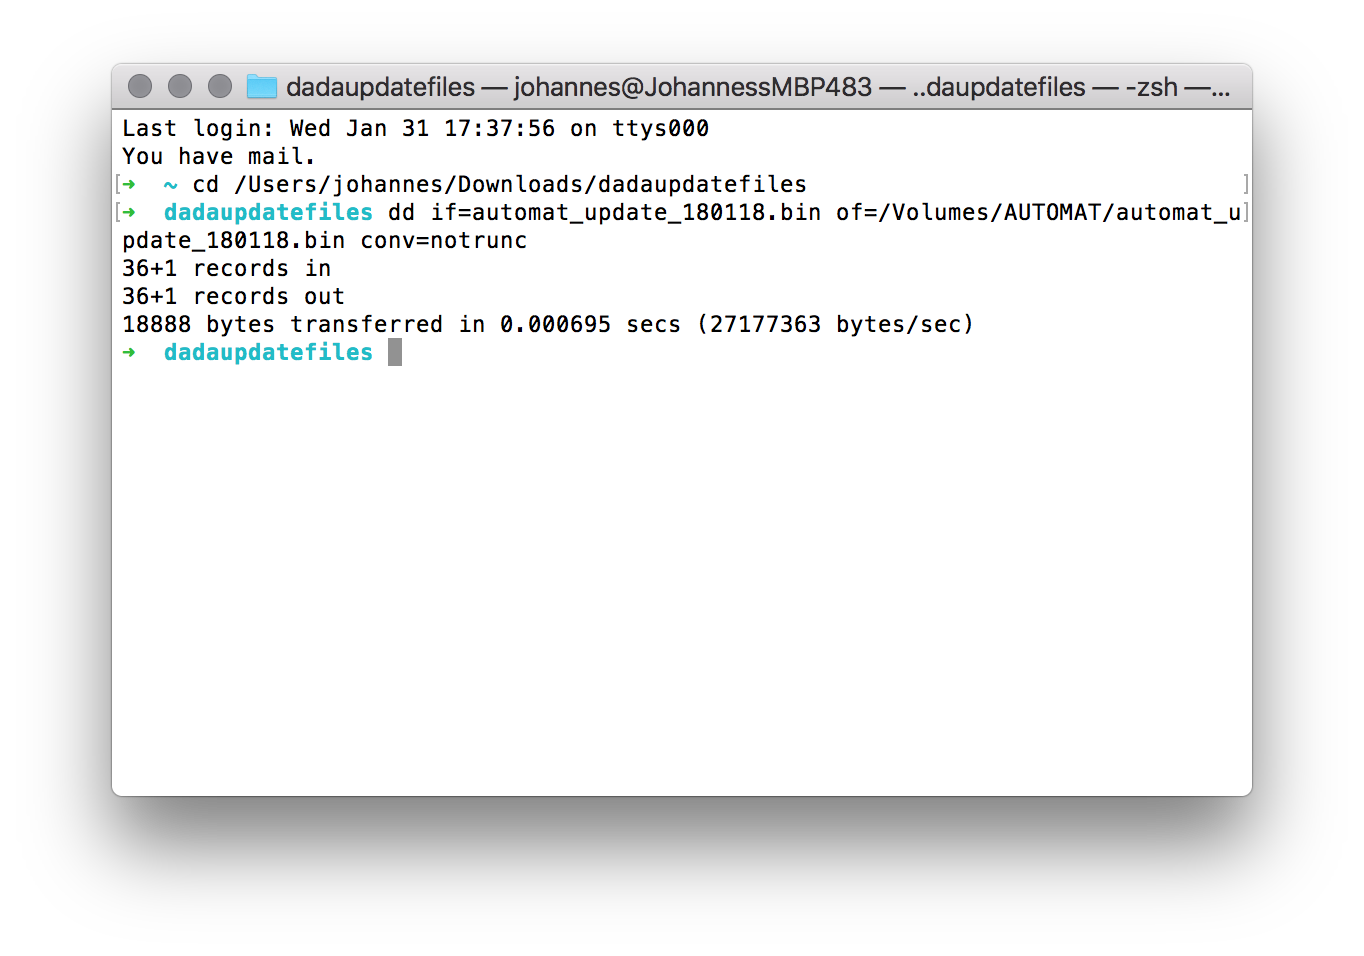 dadaupdatefiles — johannes@JohannessMBP483 — ..daupdatefiles — -zsh —...
Last login: Wed Jan 31 17:37:56 on ttys000
You have mail.
[➜  ~ cd /Users/johannes/Downloads/dadaupdatefiles ]
[➜  dadaupdatefiles dd if=automat_update_180118.bin of=/Volumes/AUTOMAT/automat_u]
pdate_180118.bin conv=notrunc
36+1 records in
36+1 records out
18888 bytes transferred in 0.000695 secs (27177363 bytes/sec)
➜  dadaupdatefiles